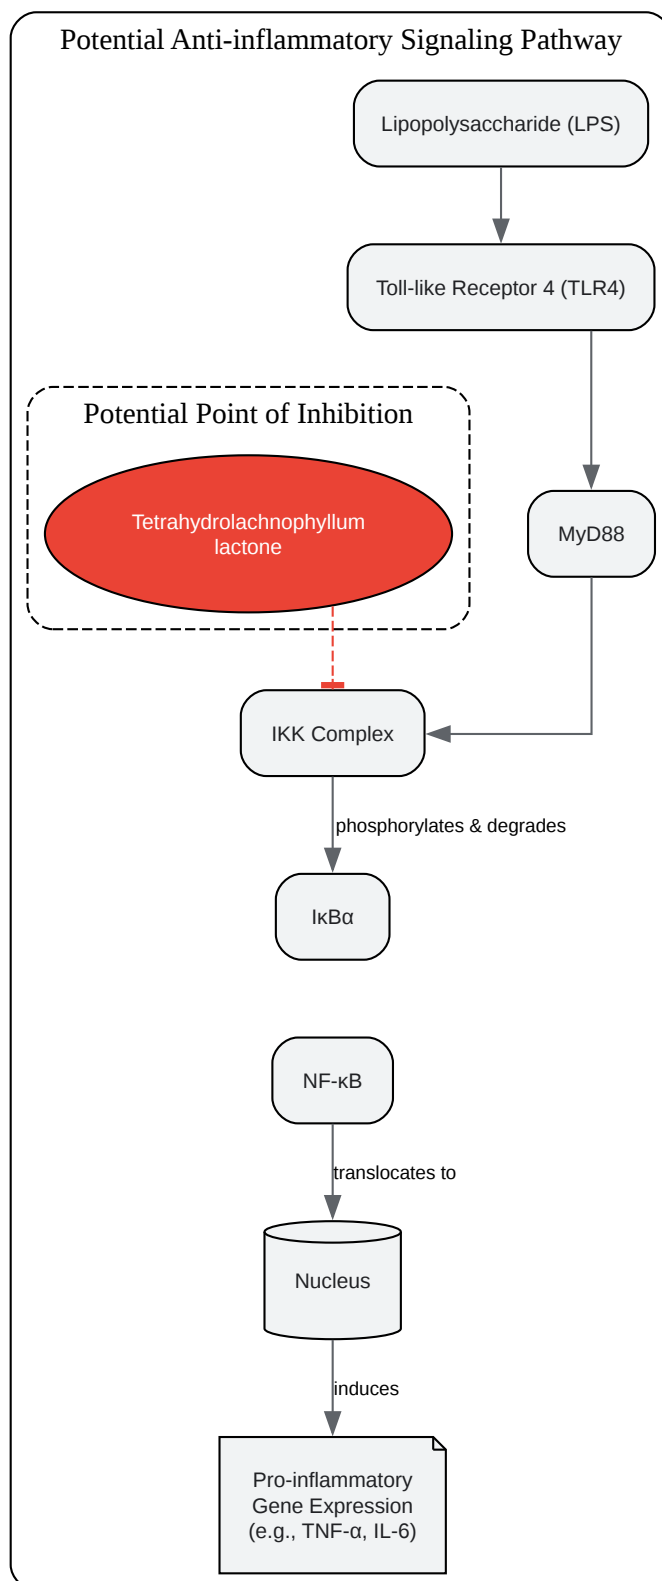 Potential Anti-inflammatory Signaling Pathway
Lipopolysaccharide (LPS)
Toll-like Receptor 4 (TLR4)
Potential Point of Inhibition
Tetrahydrolachnophyllum
lactone
MyD88
IKK Complex
phosphorylates & degrades
IκBα
NF-κB
translocates to
Nucleus
induces
Pro-inflammatory
Gene Expression
(e.g., TNF-α, IL-6)